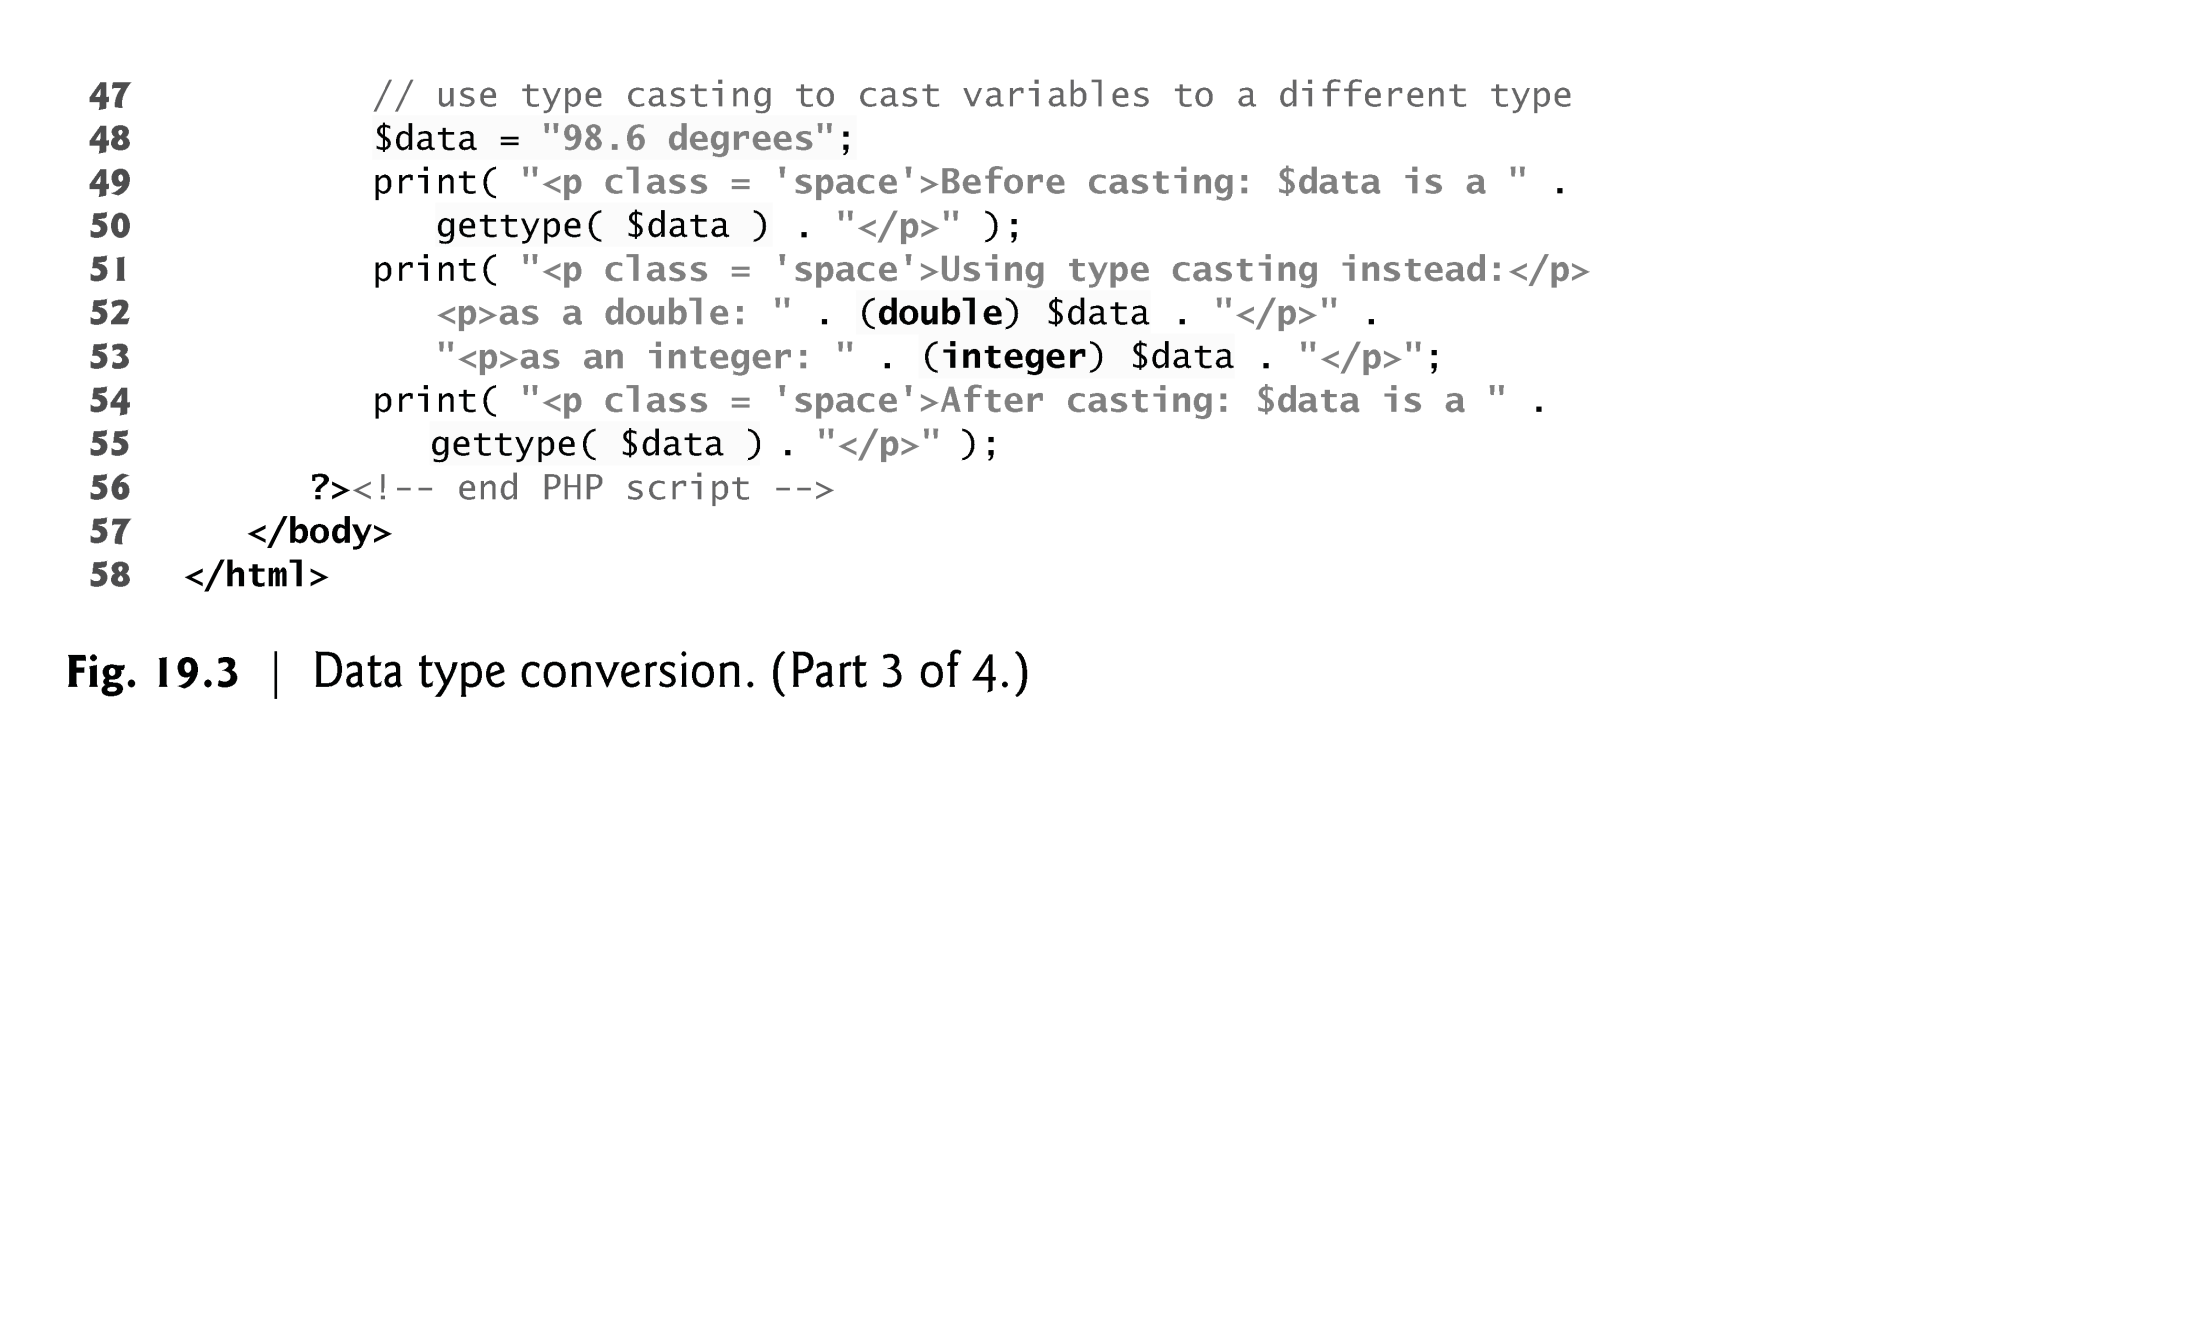 47 // use type casting to cast variables to a different type
48 $data = "98.6 degrees";
49 print( "<p class = 'space'>Before casting: $data is a " .
50 gettype( $data ) . "</p>" );
51 print( "<p class = 'space'>Using type casting instead:</p>
52 <p>as a double: " . (double) $data . "</p>" .
53 "<p>as an integer: " . (integer) $data . "</p>";
54 print( "<p class = 'space'>After casting: $data is a " .
55 gettype( $data ) . "</p>" );
56 ?><!-- end PHP script -->
57 </body>
58 </html>
Fig. 19.3 | Data type conversion. (Part 3 of 4.)